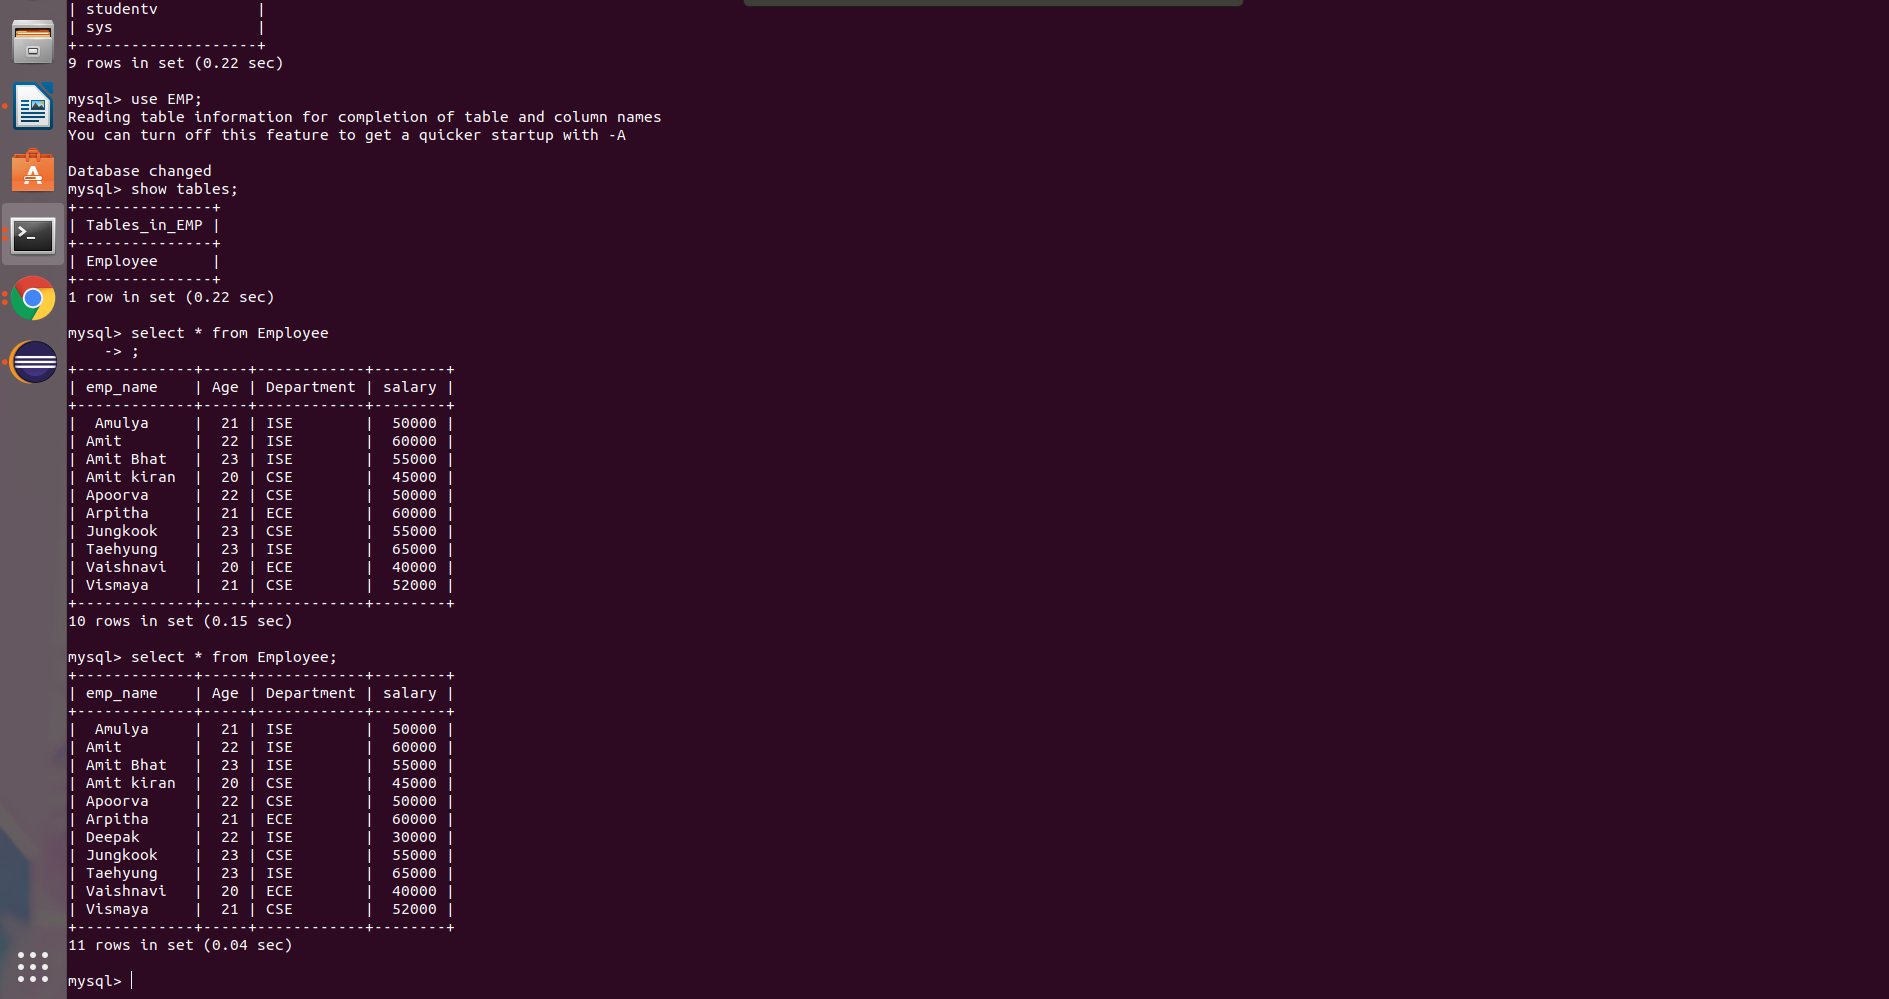 | studentv           |
| sys                |
+--------------------+
9 rows in set (0.22 sec)

mysql> use EMP;
Reading table information for completion of table and column names
You can turn off this feature to get a quicker startup with -A

Database changed
mysql> show tables;
+---------------+
| Tables_in_EMP |
+---------------+
| Employee      |
+---------------+
1 row in set (0.22 sec)

mysql> select * from Employee
    -> ;
+-------------+-----+------------+--------+
| emp_name    | Age | Department | salary |
+-------------+-----+------------+--------+
|  Amulya     |  21 | ISE        |  50000 |
| Amit        |  22 | ISE        |  60000 |
| Amit Bhat   |  23 | ISE        |  55000 |
| Amit kiran  |  20 | CSE        |  45000 |
| Apoorva     |  22 | CSE        |  50000 |
| Arpitha     |  21 | ECE        |  60000 |
| Jungkook    |  23 | CSE        |  55000 |
| Taehyung    |  23 | ISE        |  65000 |
| Vaishnavi   |  20 | ECE        |  40000 |
| Vismaya     |  21 | CSE        |  52000 |
+-------------+-----+------------+--------+
10 rows in set (0.15 sec)

mysql> select * from Employee;
+-------------+-----+------------+--------+
| emp_name    | Age | Department | salary |
+-------------+-----+------------+--------+
|  Amulya     |  21 | ISE        |  50000 |
| Amit        |  22 | ISE        |  60000 |
| Amit Bhat   |  23 | ISE        |  55000 |
| Amit kiran  |  20 | CSE        |  45000 |
| Apoorva     |  22 | CSE        |  50000 |
| Arpitha     |  21 | ECE        |  60000 |
| Deepak      |  22 | ISE        |  30000 |
| Jungkook    |  23 | CSE        |  55000 |
| Taehyung    |  23 | ISE        |  65000 |
| Vaishnavi   |  20 | ECE        |  40000 |
| Vismaya     |  21 | CSE        |  52000 |
+-------------+-----+------------+--------+
11 rows in set (0.04 sec)

mysql>